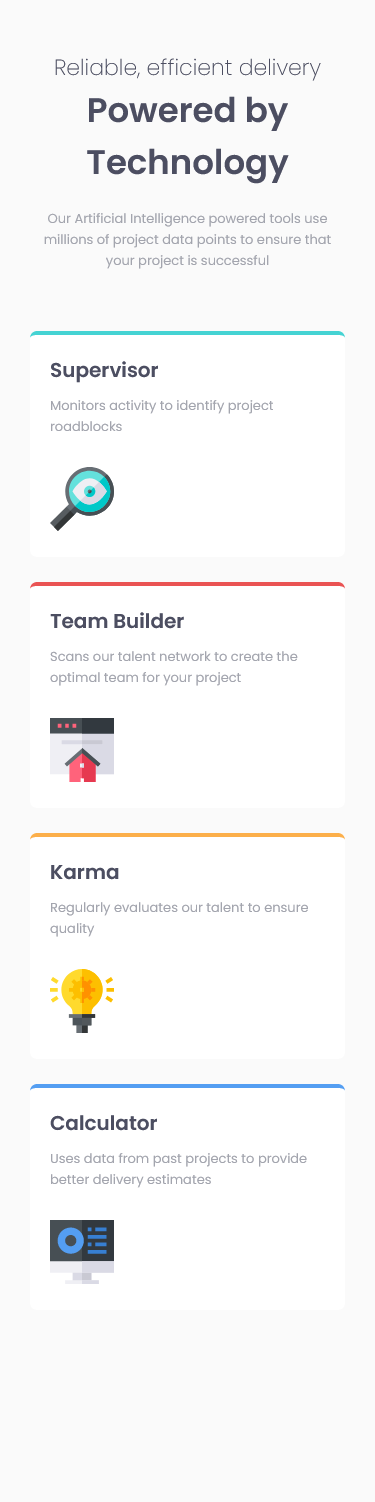 Reliable, efficient delivery
Powered by
Technology
Our Artificial Intelligence powered tools use
millions of project data points to ensure that
your project is successful
Supervisor
Monitors activity to identify project
roadblocks
Team Builder
Scans our talent network to create the
optimal team for your project
Karma
Regularly evaluates our talent to ensure
quality
Calculator
Uses data from past projects to provide
better delivery estimates